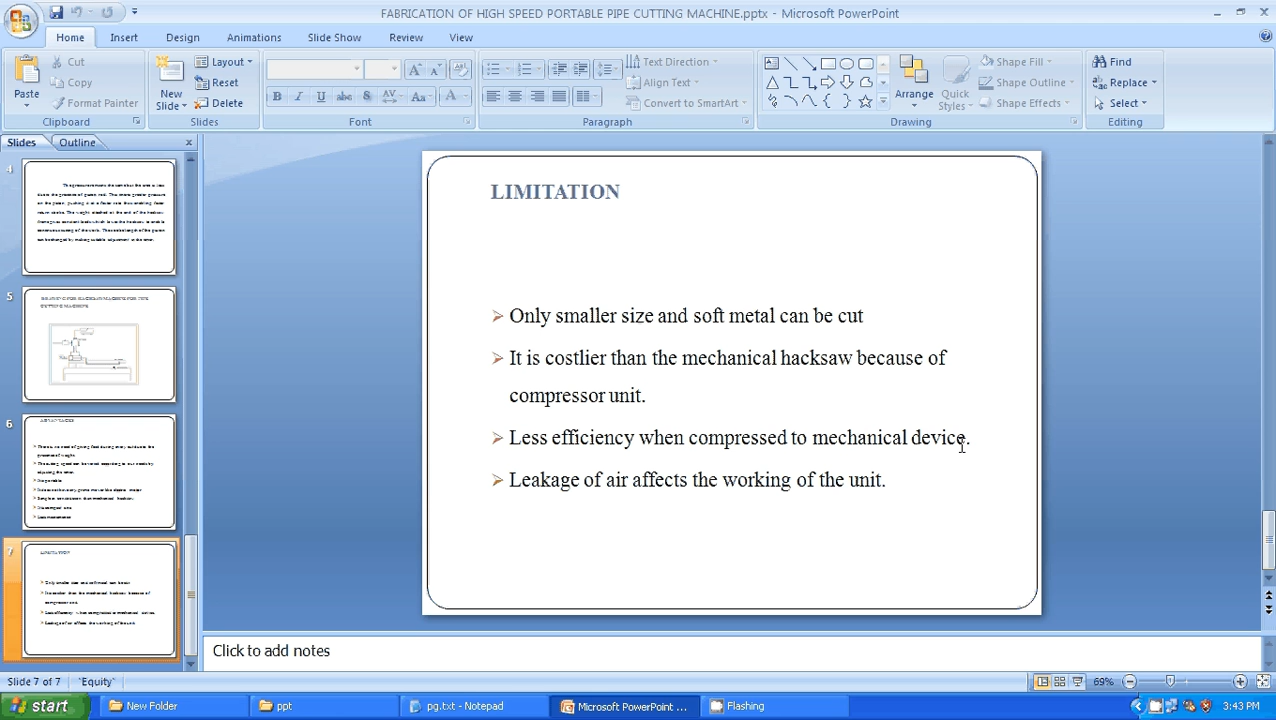 FABRICATION OF HIGH SPEED PORTABLE PIPE CUTTING MACHINE.pptx - Microsoft PowerPoint
Home Insert Design Animations Slide Show Review View
Paste
Cut
Copy
Format Painter
Clipboard
New Slide
Layout
Reset
Delete
Slides
Font
Text Direction
Align Text
Convert to SmartArt
Paragraph
Arrange
Quick Styles
Shape Fill
Shape Outline
Shape Effects
Drawing
Find
Replace
Select
Editing
Slides Outline
4
5
6
7
LIMITATION
LIMITATION
Only smaller size and soft metal can be cut
It is costlier than the mechanical hacksaw because of
compressor unit.
Less efficiency when compressed to mechanical device.
Leakage of air affects the working of the unit.
Click to add notes
Slide 7 of 7 "Equity" 69%
start New Folder ppt pg.txt - Notepad Microsoft PowerPoint ... Flashing 3:43 PM